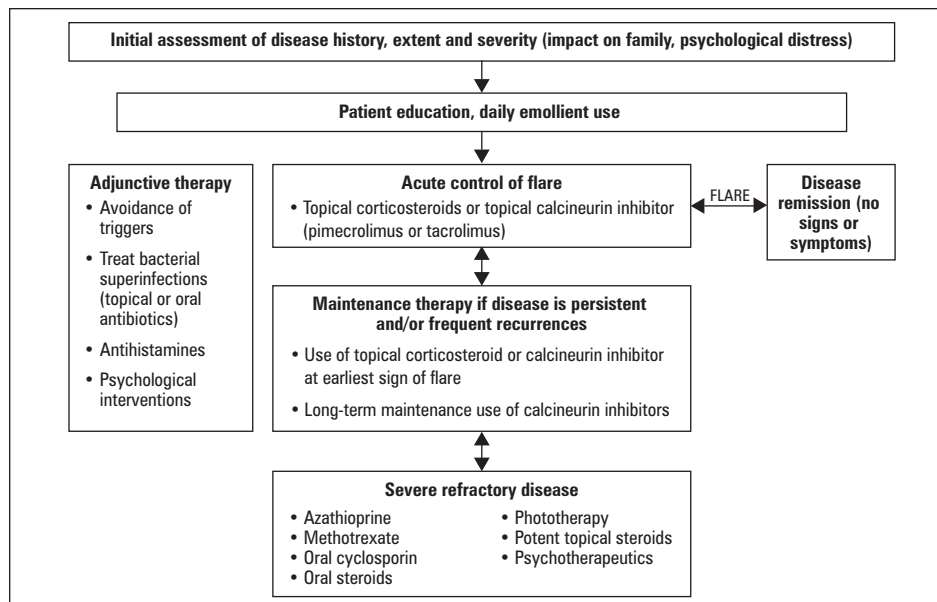 Initial assessment of disease history, extent and severity (impact on family, psychological distress)
Patient education, daily emollient use
Adjunctive therapy
• Avoidance of
triggers
• Treat bacterial
superinfections
(topical or oral
antibiotics)
• Antihistamines
• Psychological
interventions
Acute control of flare
• Topical corticosteroids or topical calcineurin inhibitor
(pimecrolimus or tacrolimus)
FLARE
Disease
remission (no
signs or
symptoms)
Maintenance therapy if disease is persistent
and/or frequent recurrences
• Use of topical corticosteroid or calcineurin inhibitor
at earliest sign of flare
• Long-term maintenance use of calcineurin inhibitors
Severe refractory disease
• Azathioprine
• Methotrexate
• Oral cyclosporin
• Oral steroids
• Phototherapy
• Potent topical steroids
• Psychotherapeutics